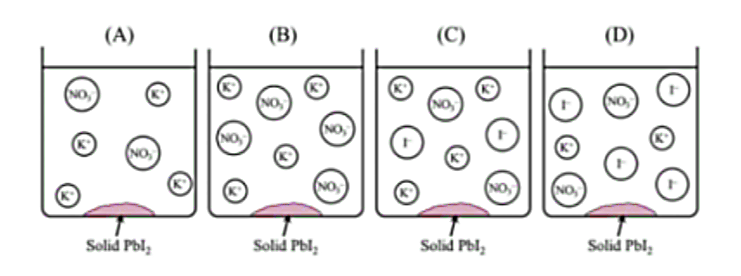 (A) (B) (C) (D)
NO₃⁻ K⁺
K⁺ NO₃⁻
K⁺ K⁺
K⁺ NO₃⁻ K⁺
NO₃⁻ NO₃⁻
K⁺
K⁺ NO₃⁻
K⁺ NO₃⁻ K⁺
I⁻ I⁻
K⁺
K⁺ NO₃⁻
I⁻ NO₃⁻ I⁻
K⁺ K⁺
I⁻
NO₃⁻ I⁻
Solid PbI₂ Solid PbI₂ Solid PbI₂ Solid PbI₂